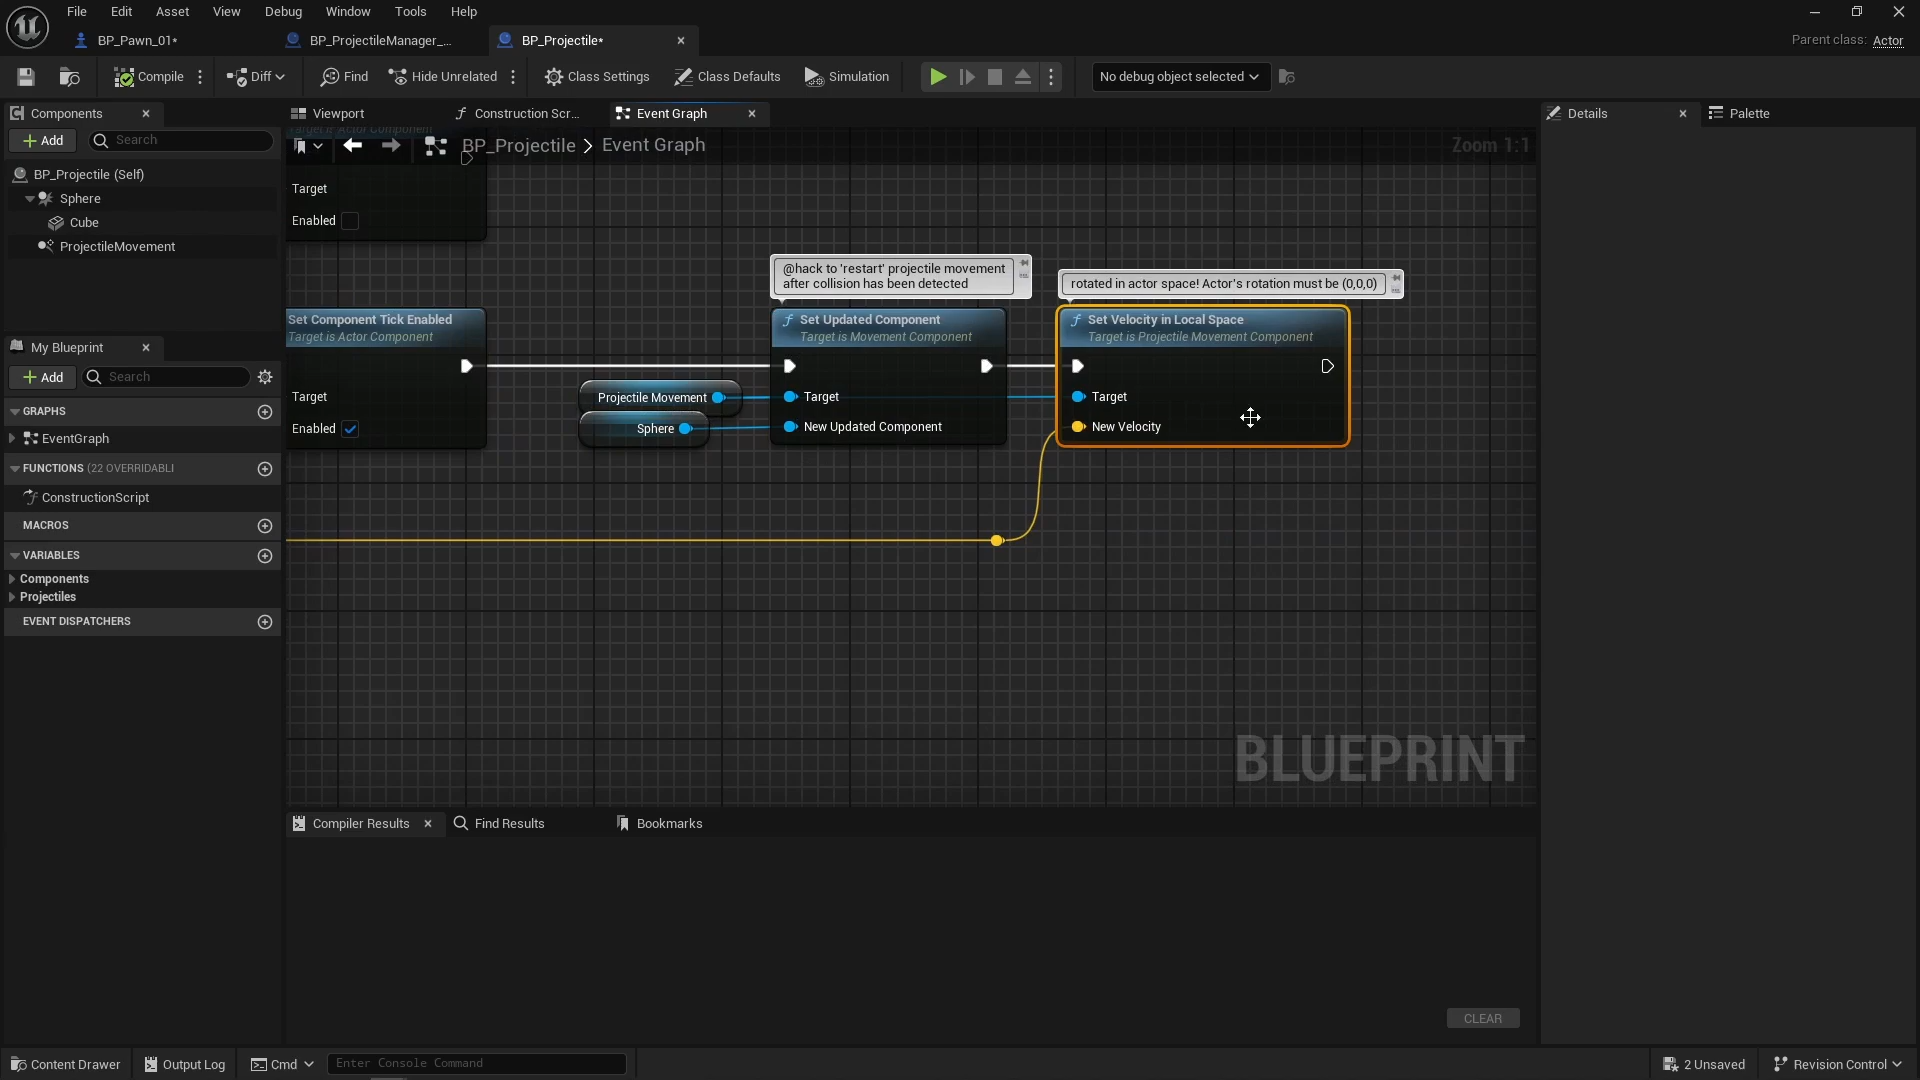 File Edit Asset View Debug Window Tools Help
BP_Pawn_01* BP_ProjectileManager_... BP_Projectile*
Parent class: Actor
Compile Diff Find Hide Unrelated Class Settings Class Defaults Simulation No debug object selected
Components
Add Search
BP_Projectile (Self)
Sphere
Cube
ProjectileMovement
My Blueprint
Add Search
GRAPHS
EventGraph
FUNCTIONS (22 OVERRIDABLI
ConstructionScript
MACROS
VARIABLES
Components
Projectiles
EVENT DISPATCHERS
Viewport Construction Scr... Event Graph
Target is Actor Component
BP_Projectile > Event Graph
Zoom 1:1
Target
Enabled
@hack to 'restart' projectile movement
after collision has been detected
rotated in actor space! Actor's rotation must be (0,0,0)
Set Component Tick Enabled
Target is Actor Component
Target
Enabled
Projectile Movement
Sphere
Set Updated Component
Target is Movement Component
Target
New Updated Component
Set Velocity in Local Space
Target is Projectile Movement Component
Target
New Velocity
BLUEPRINT
Compiler Results Find Results Bookmarks
CLEAR
Details Palette
Content Drawer Output Log Cmd Enter Console Command 2 Unsaved Revision Control